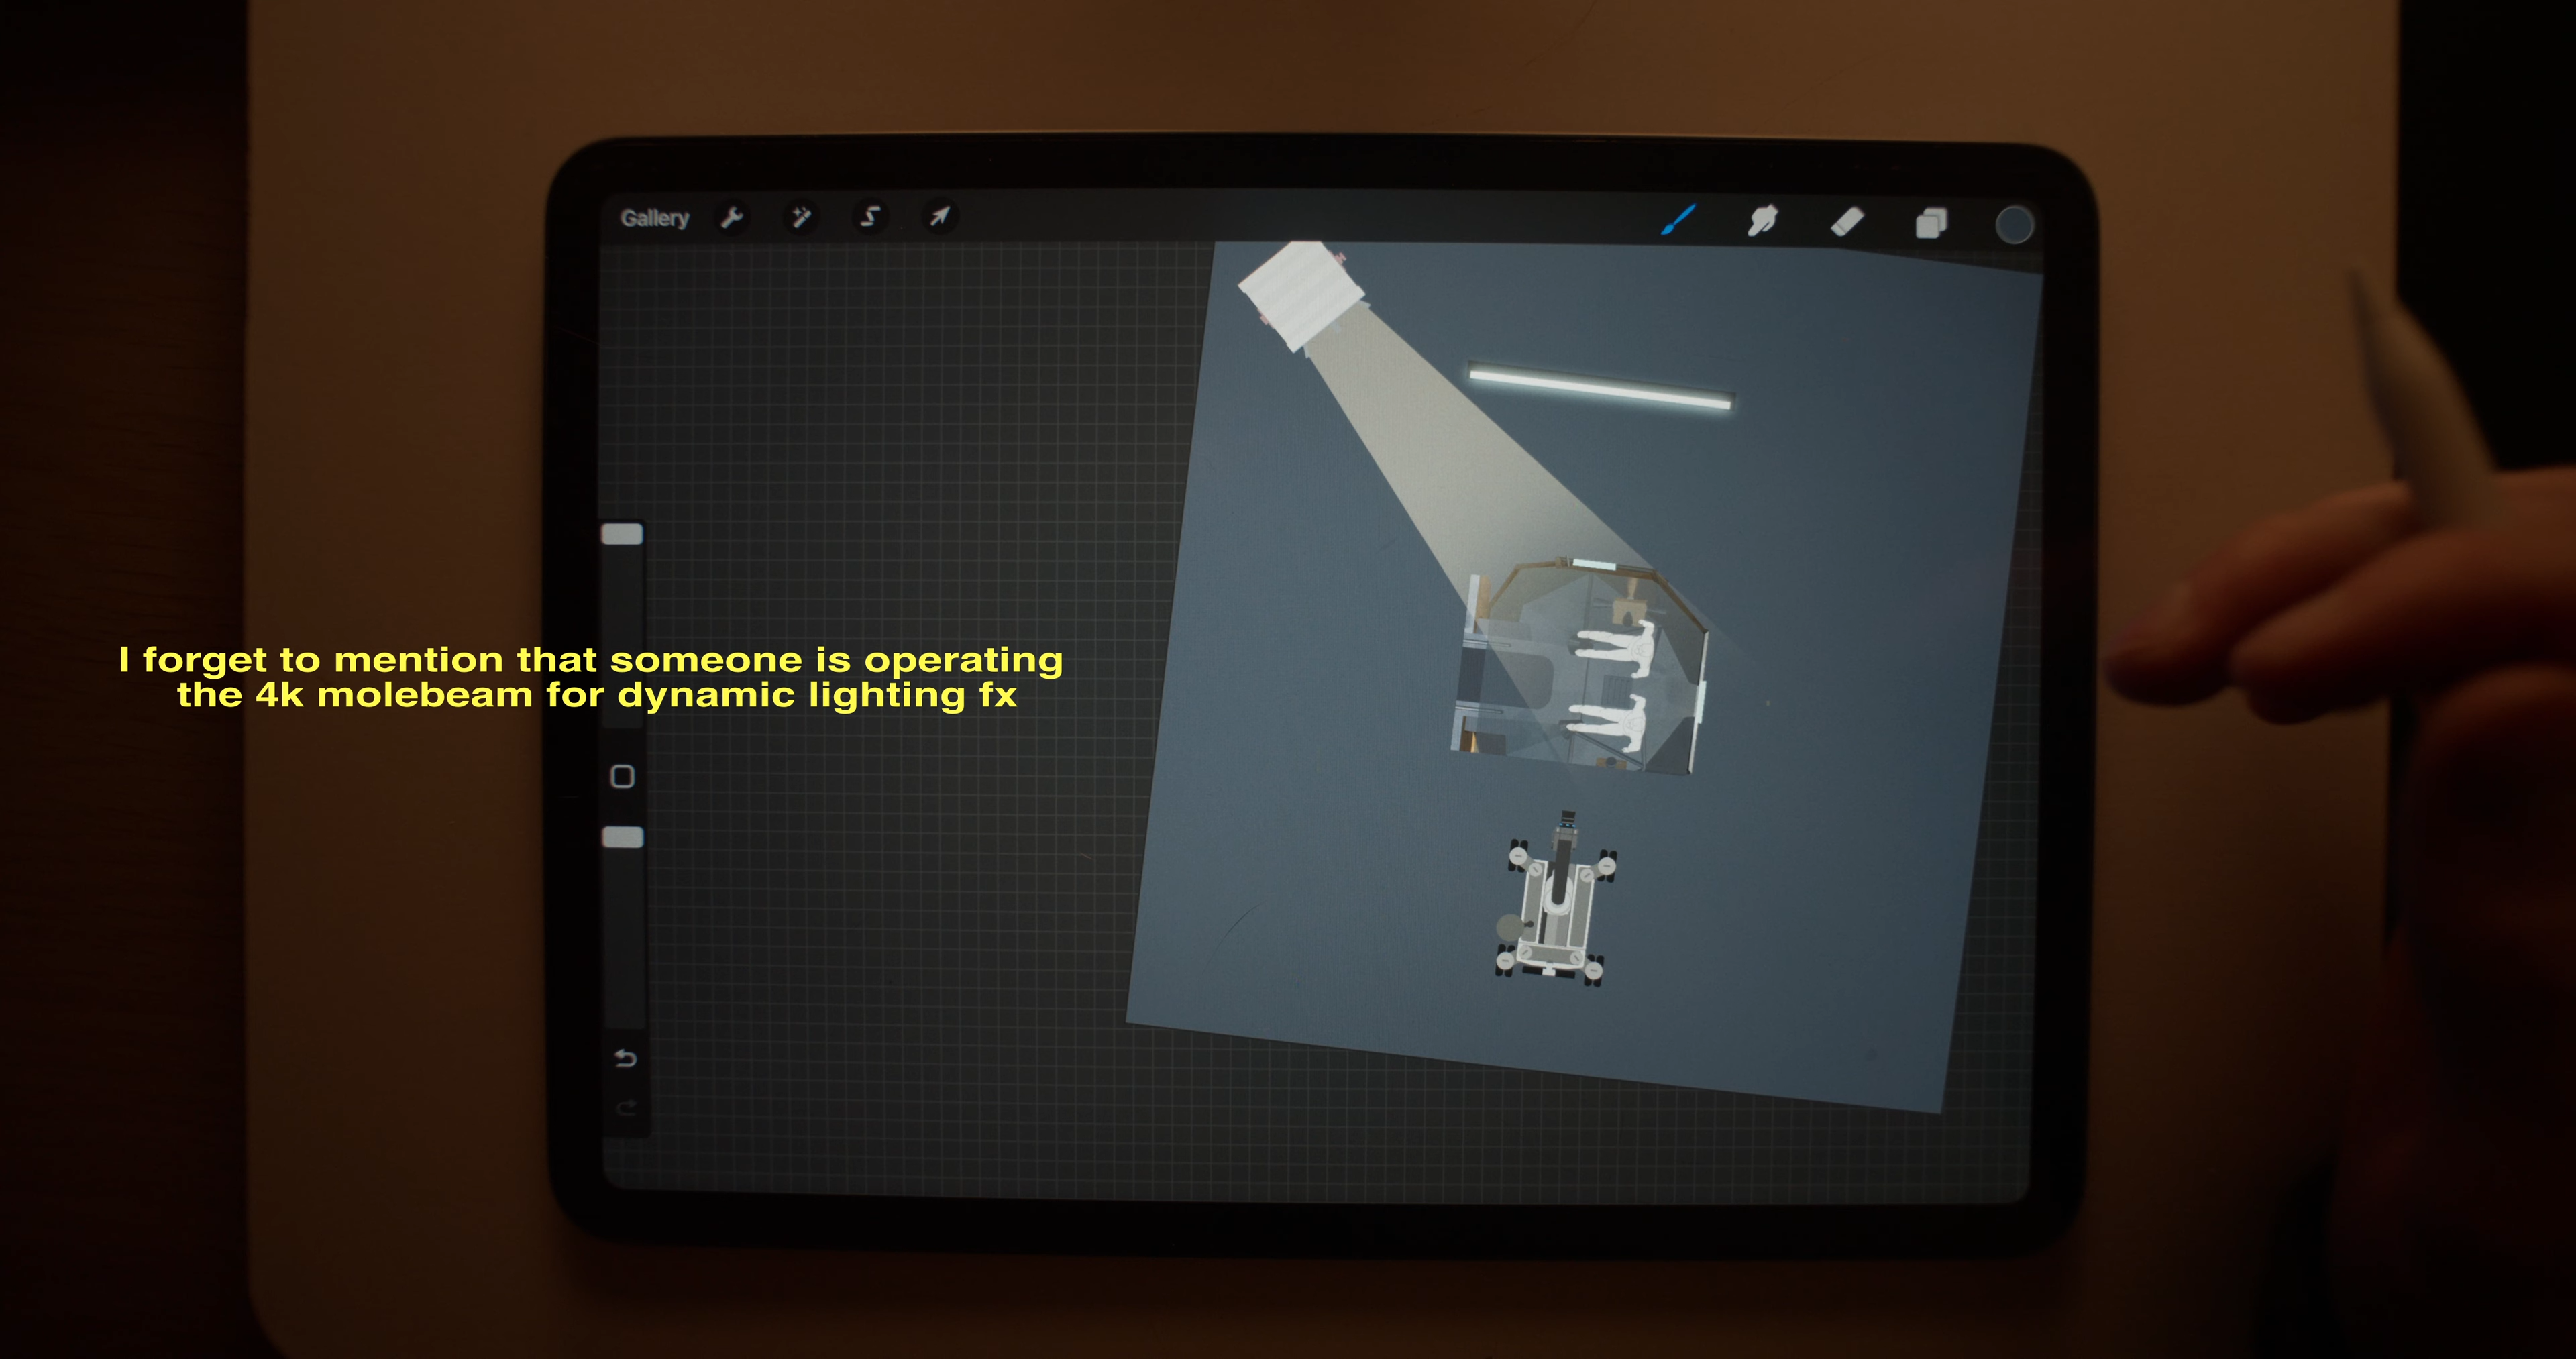 Gallery
I forget to mention that someone is operating
the 4k molebeam for dynamic lighting fx